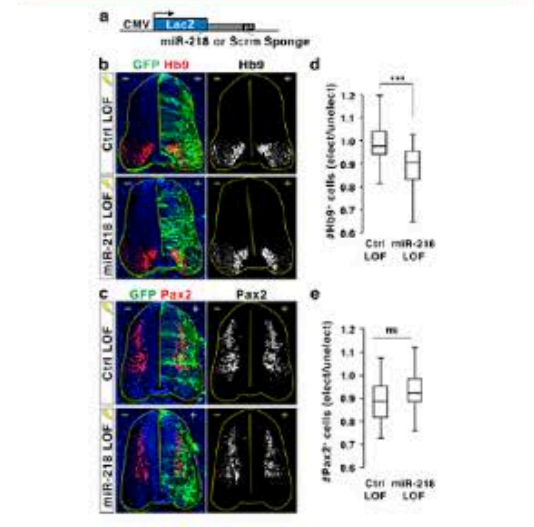 a
CMV LacZ
miR-218 or Scrm Sponge
b
GFP Hb9
Hb9
Ctrl LOF
miR-218 LOF
c
GFP Pax2
Pax2
Ctrl LOF
miR-218 LOF
d
***
#Hb9⁺ cells (elect/unelect)
1.2
1.1
1.0
0.9
0.8
0.6
Ctrl miR-218
LOF LOF
e
ns
#Pax2⁺ cells (elect/unelect)
1.2
1.1
1.0
0.9
0.8
0.7
0.6
Ctrl miR-218
LOF LOF